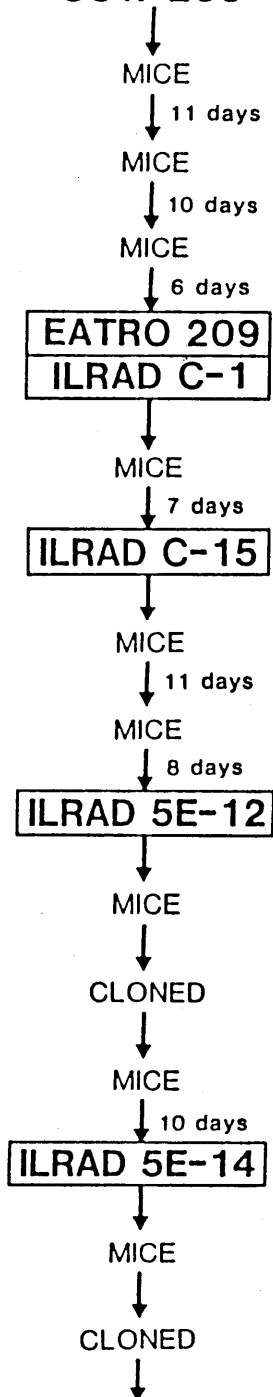 MICE
11 days
MICE
10 days
MICE
6 days
EATRO 209
ILRAD C-1
MICE
7 days
ILRAD C-15
MICE
11 days
MICE
8 days
ILRAD 5E-12
MICE
CLONED
MICE
10 days
ILRAD 5E-14
MICE
CLONED